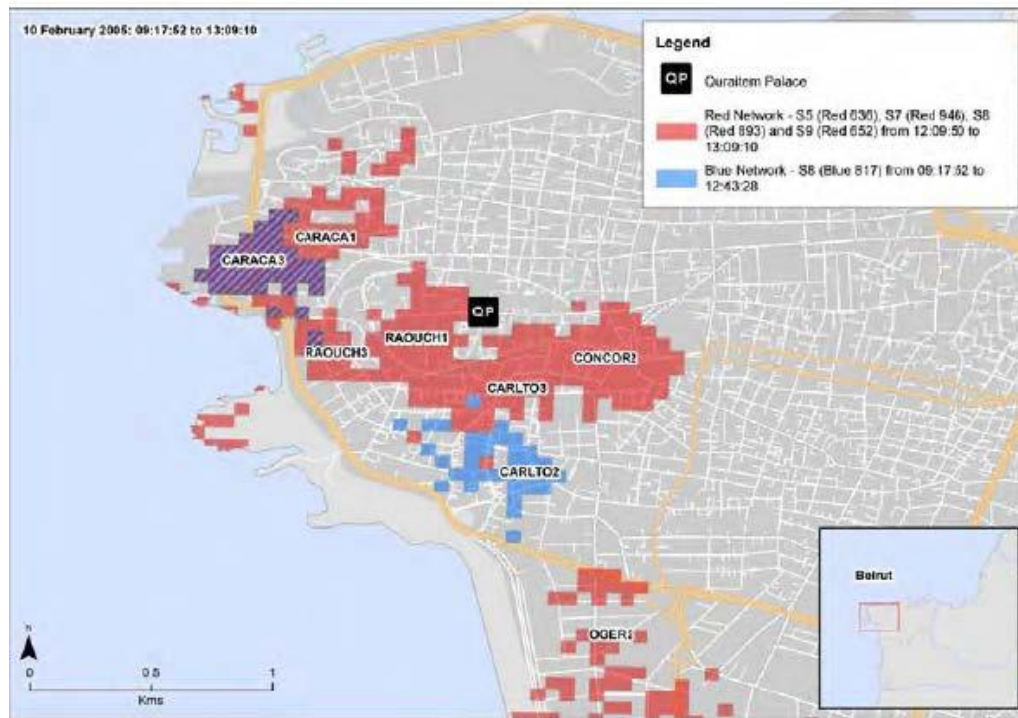 10 February 2005: 09:17:52 to 13:09:10
Legend
QP
Quraitem Palace
Red Network - S5 (Red 636), S7 (Red 946), S8
(Red 893) and S9 (Red 652) from 12:09:50 to
13:09:10
Blue Network - S8 (Blue 817) from 09:17:52 to
12:43:28
CARACA1
CARACA3
QP
RAOUCH1
RAOUCH3
CONCOR2
CARLTO3
CARLTO2
OGER2
Beirut
N
0 0.5 1
Kms